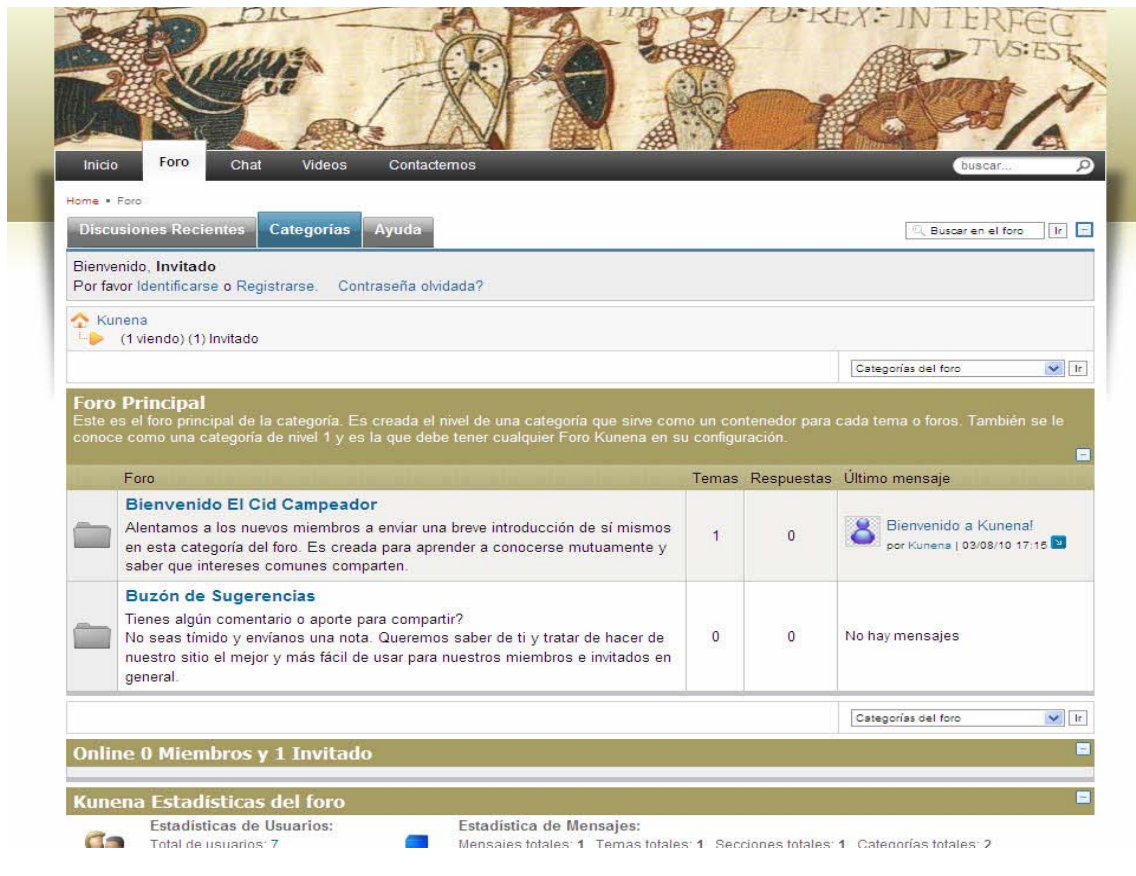 HIC
HAROL D:REX:INTERFEC
TVS:EST
Inicio Foro Chat Videos Contactemos buscar...
Home Foro
Discusiones Recientes Categorías Ayuda Buscar en el foro Ir
Bienvenido, Invitado
Por favor Identificarse o Registrarse. Contraseña olvidada?
Kunena
(1 viendo) (1) Invitado
Categorías del foro Ir
Foro Principal
Este es el foro principal de la categoría. Es creada el nivel de una categoría que sirve como un contenedor para cada tema o foros. También se le
conoce como una categoría de nivel 1 y es la que debe tener cualquier Foro Kunena en su configuración.
Foro Temas Respuestas Último mensaje
Bienvenido El Cid Campeador
Alentamos a los nuevos miembros a enviar una breve introducción de sí mismos
en esta categoría del foro. Es creada para aprender a conocerse mutuamente y
saber que intereses comunes comparten.
1 0
Bienvenido a Kunena!
por Kunena | 03/08/10 17:15
Buzón de Sugerencias
Tienes algún comentario o aporte para compartir?
No seas tímido y envíanos una nota. Queremos saber de ti y tratar de hacer de
nuestro sitio el mejor y más fácil de usar para nuestros miembros e invitados en
general.
0 0 No hay mensajes
Categorías del foro Ir
Online 0 Miembros y 1 Invitado
Kunena Estadísticas del foro
Estadísticas de Usuarios: Estadística de Mensajes:
Total de usuarios: 7 Mensajes totales: 1 Temas totales: 1 Secciones totales: 1 Categorías totales: 2